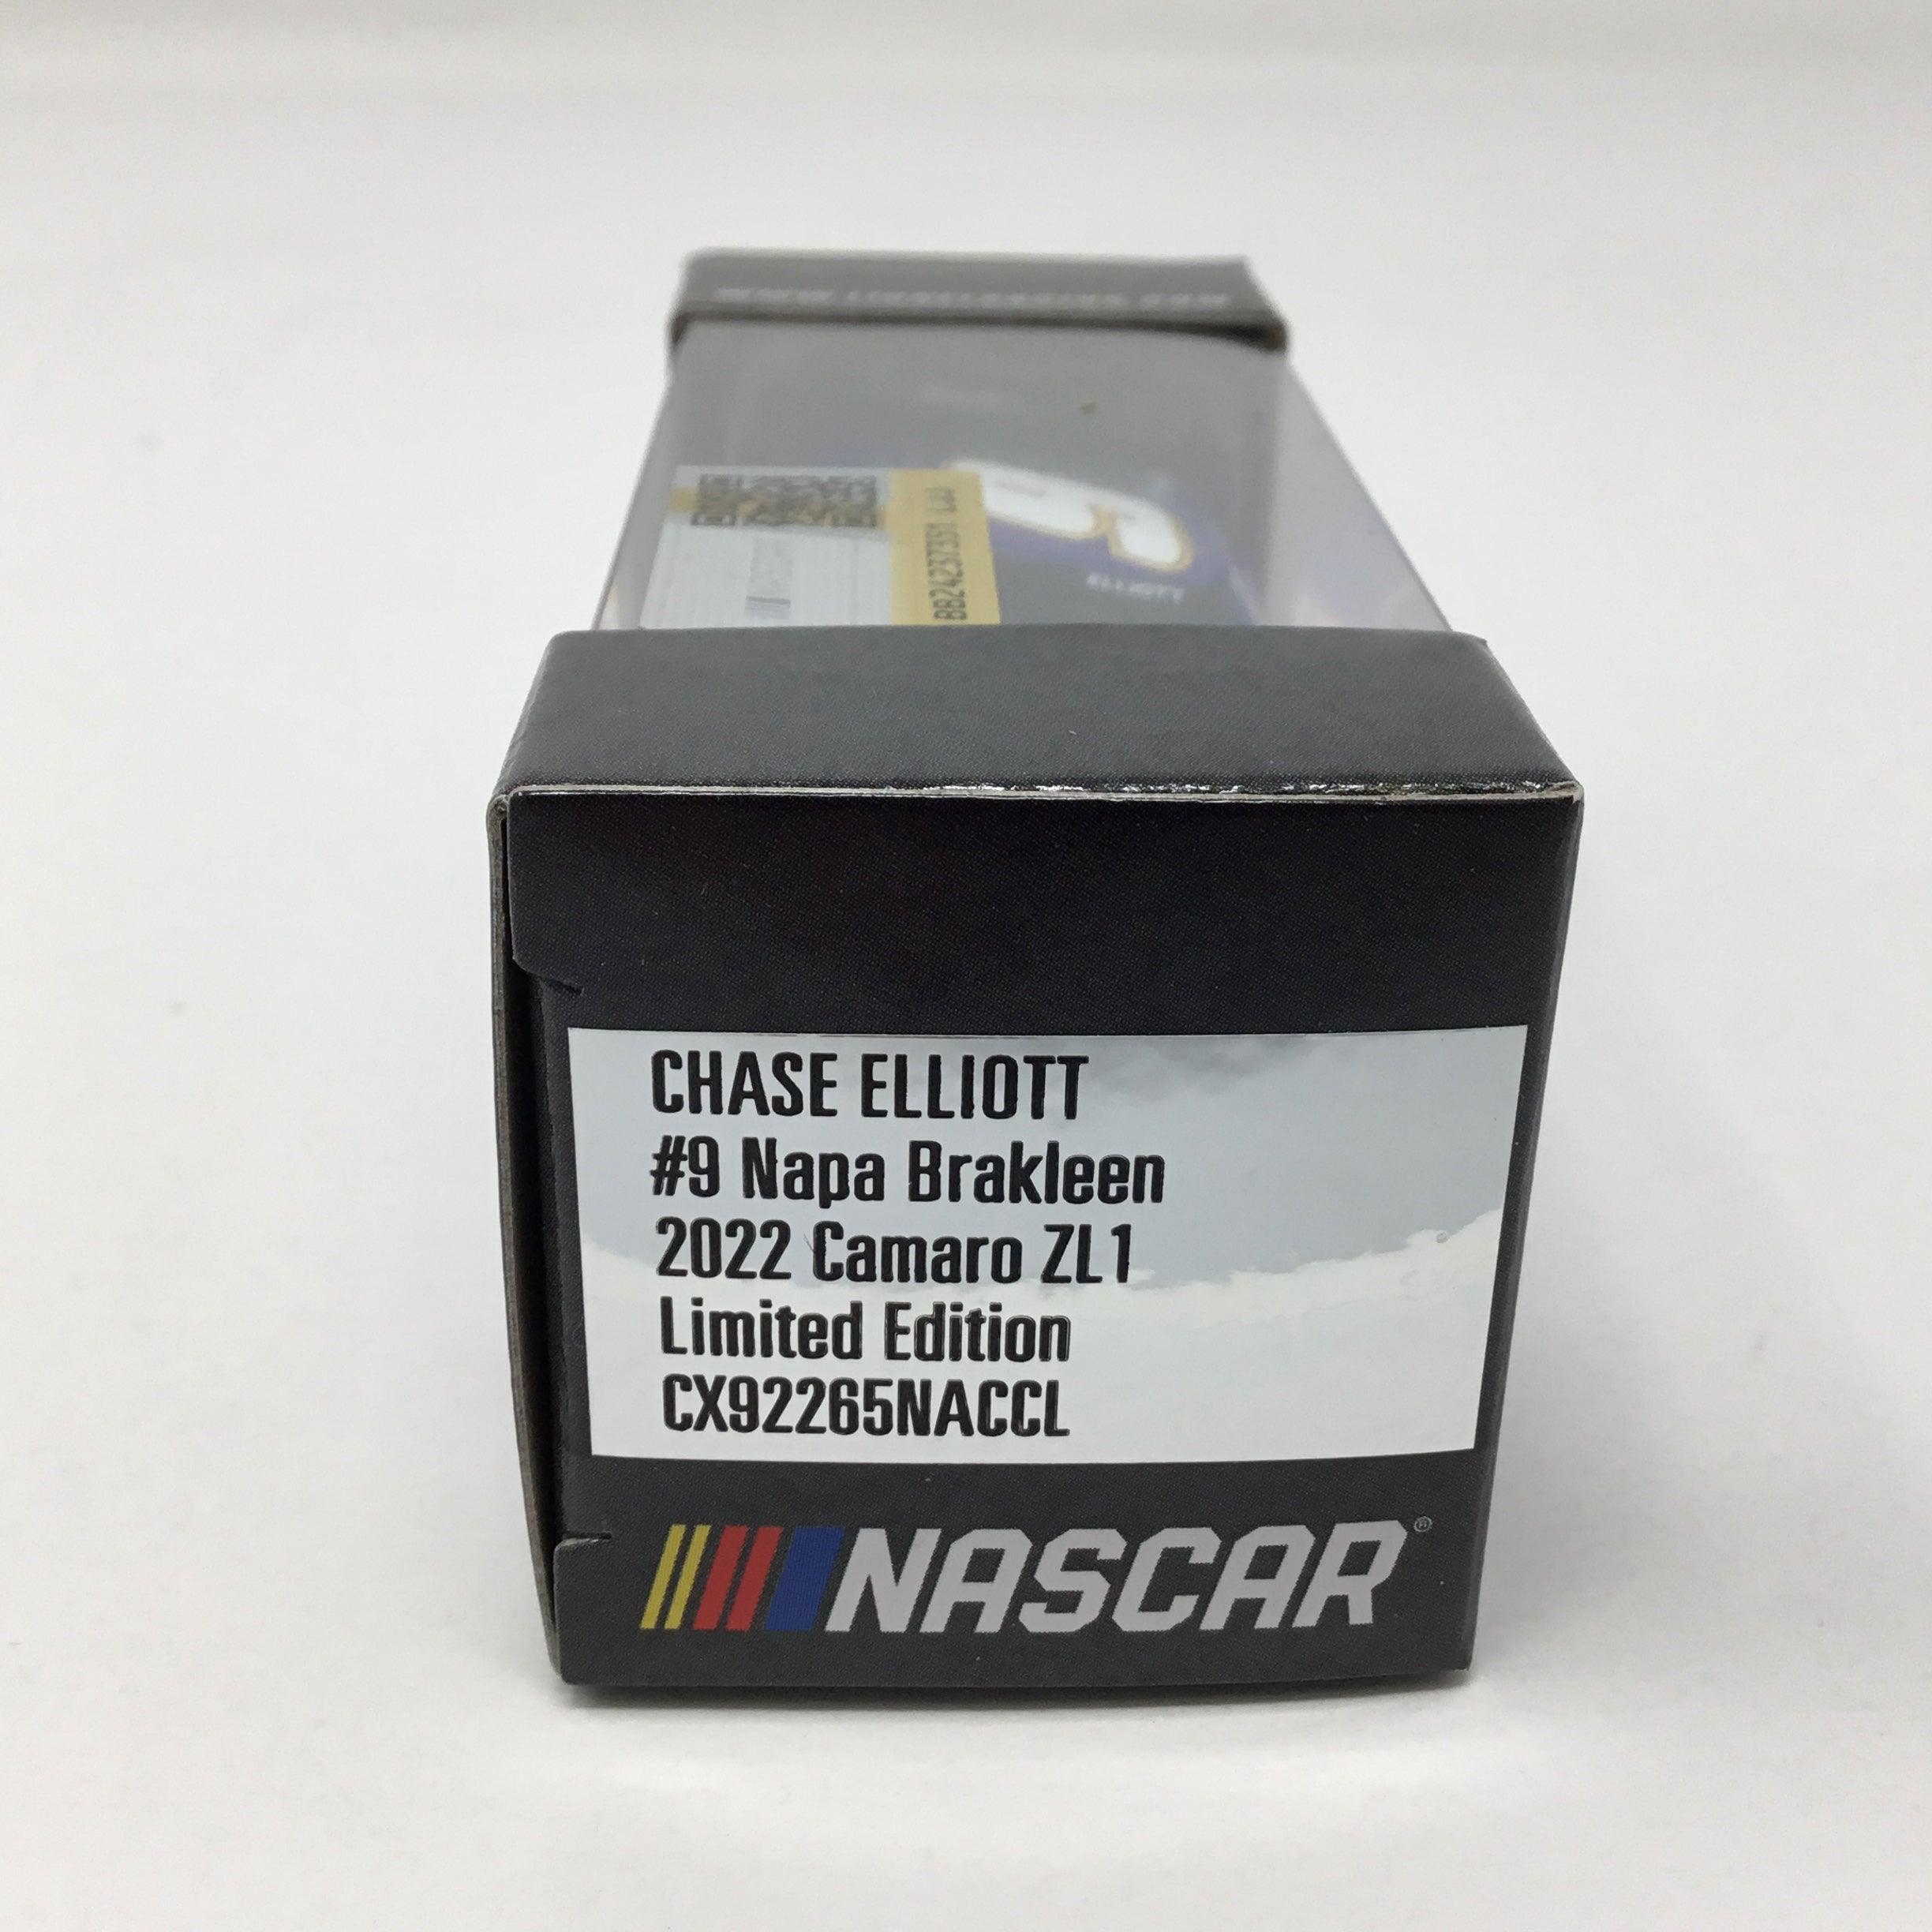 ELLIOTT
CHASE ELLIOTT
#9 Napa Brakleen
2022 Camaro ZL1
Limited Edition
CX92265NACCL
NASCAR®